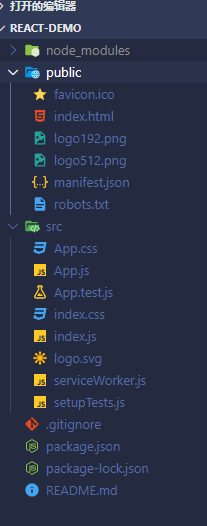 打开的编辑器
REACT-DEMO
node_modules
public
favicon.ico
index.html
logo192.png
logo512.png
manifest.json
robots.txt
src
App.css
App.js
App.test.js
index.css
index.js
logo.svg
serviceWorker.js
setupTests.js
.gitignore
package.json
package-lock.json
README.md